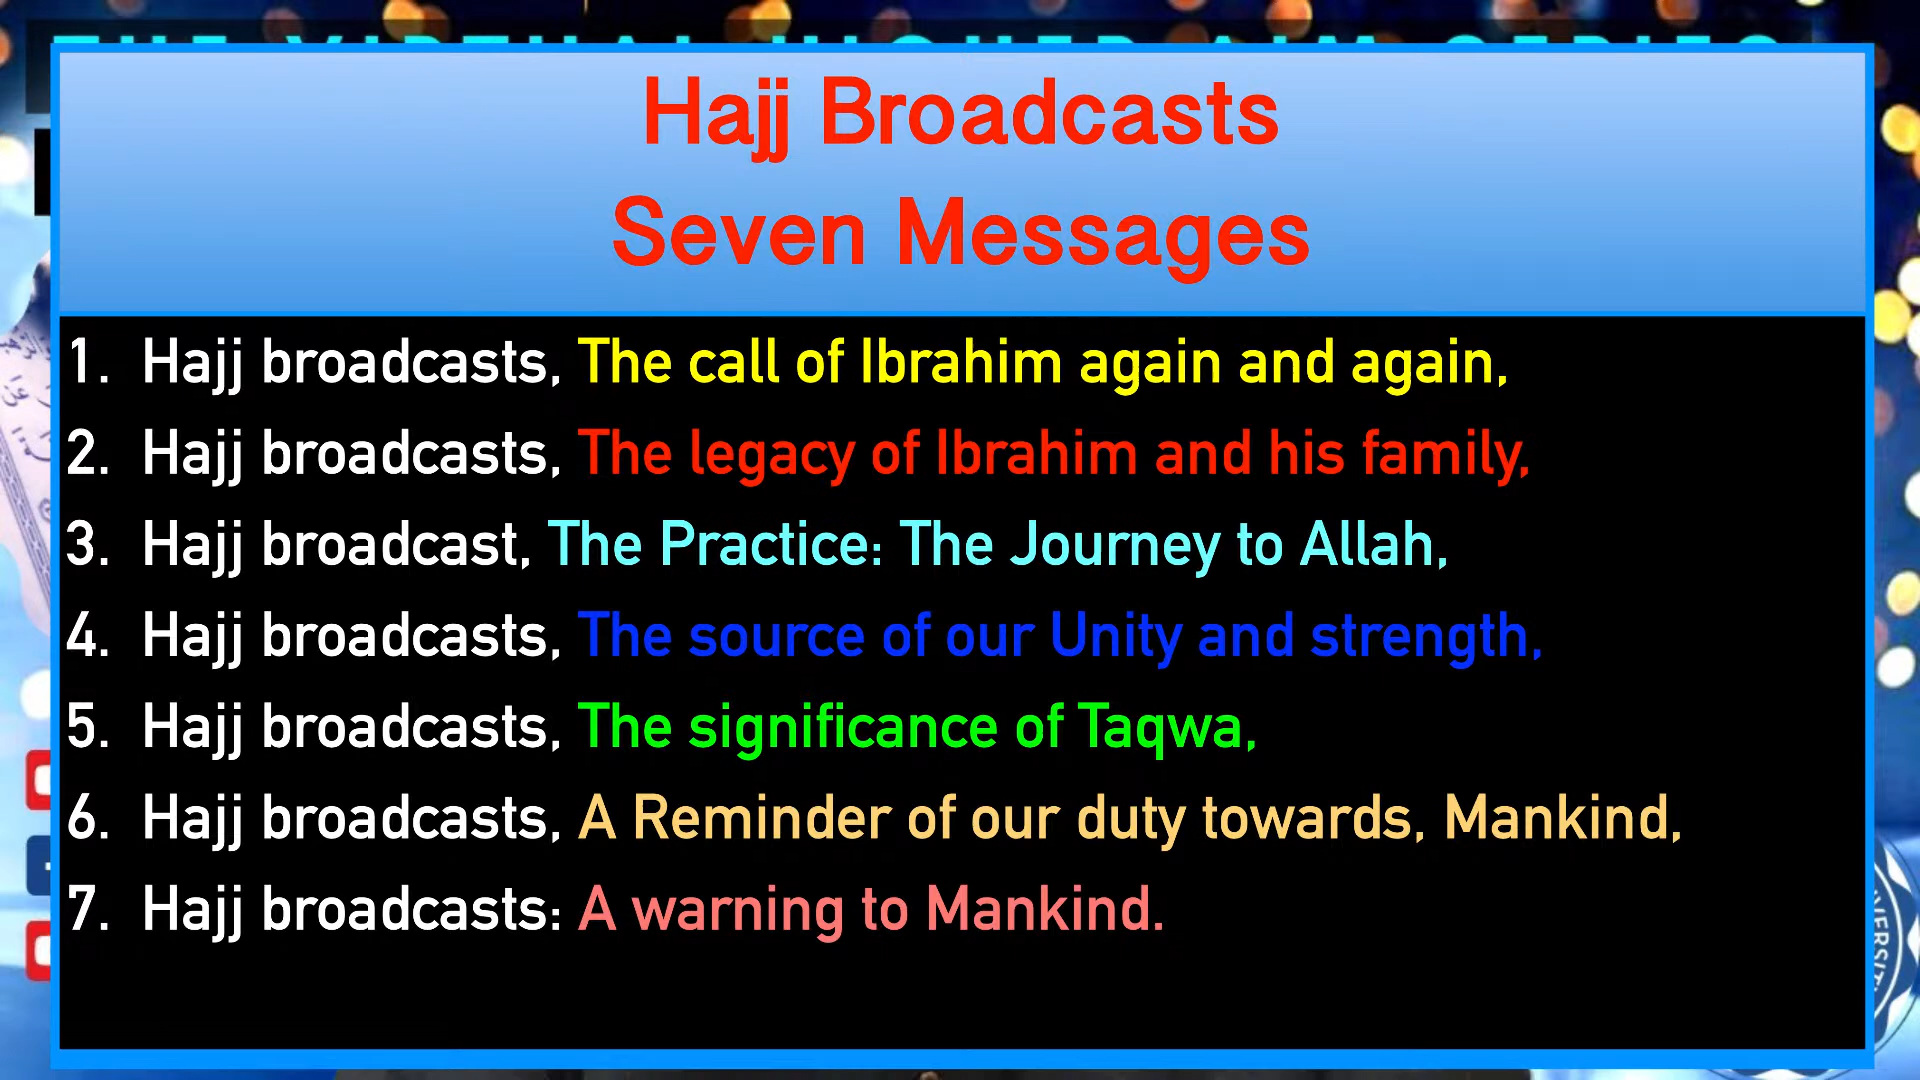 Hajj Broadcasts
Seven Messages
1. Hajj broadcasts, The call of Ibrahim again and again,
2. Hajj broadcasts, The legacy of Ibrahim and his family,
3. Hajj broadcast, The Practice: The Journey to Allah,
4. Hajj broadcasts, The source of our Unity and strength,
5. Hajj broadcasts, The significance of Taqwa,
6. Hajj broadcasts, A Reminder of our duty towards, Mankind,
7. Hajj broadcasts: A warning to Mankind.